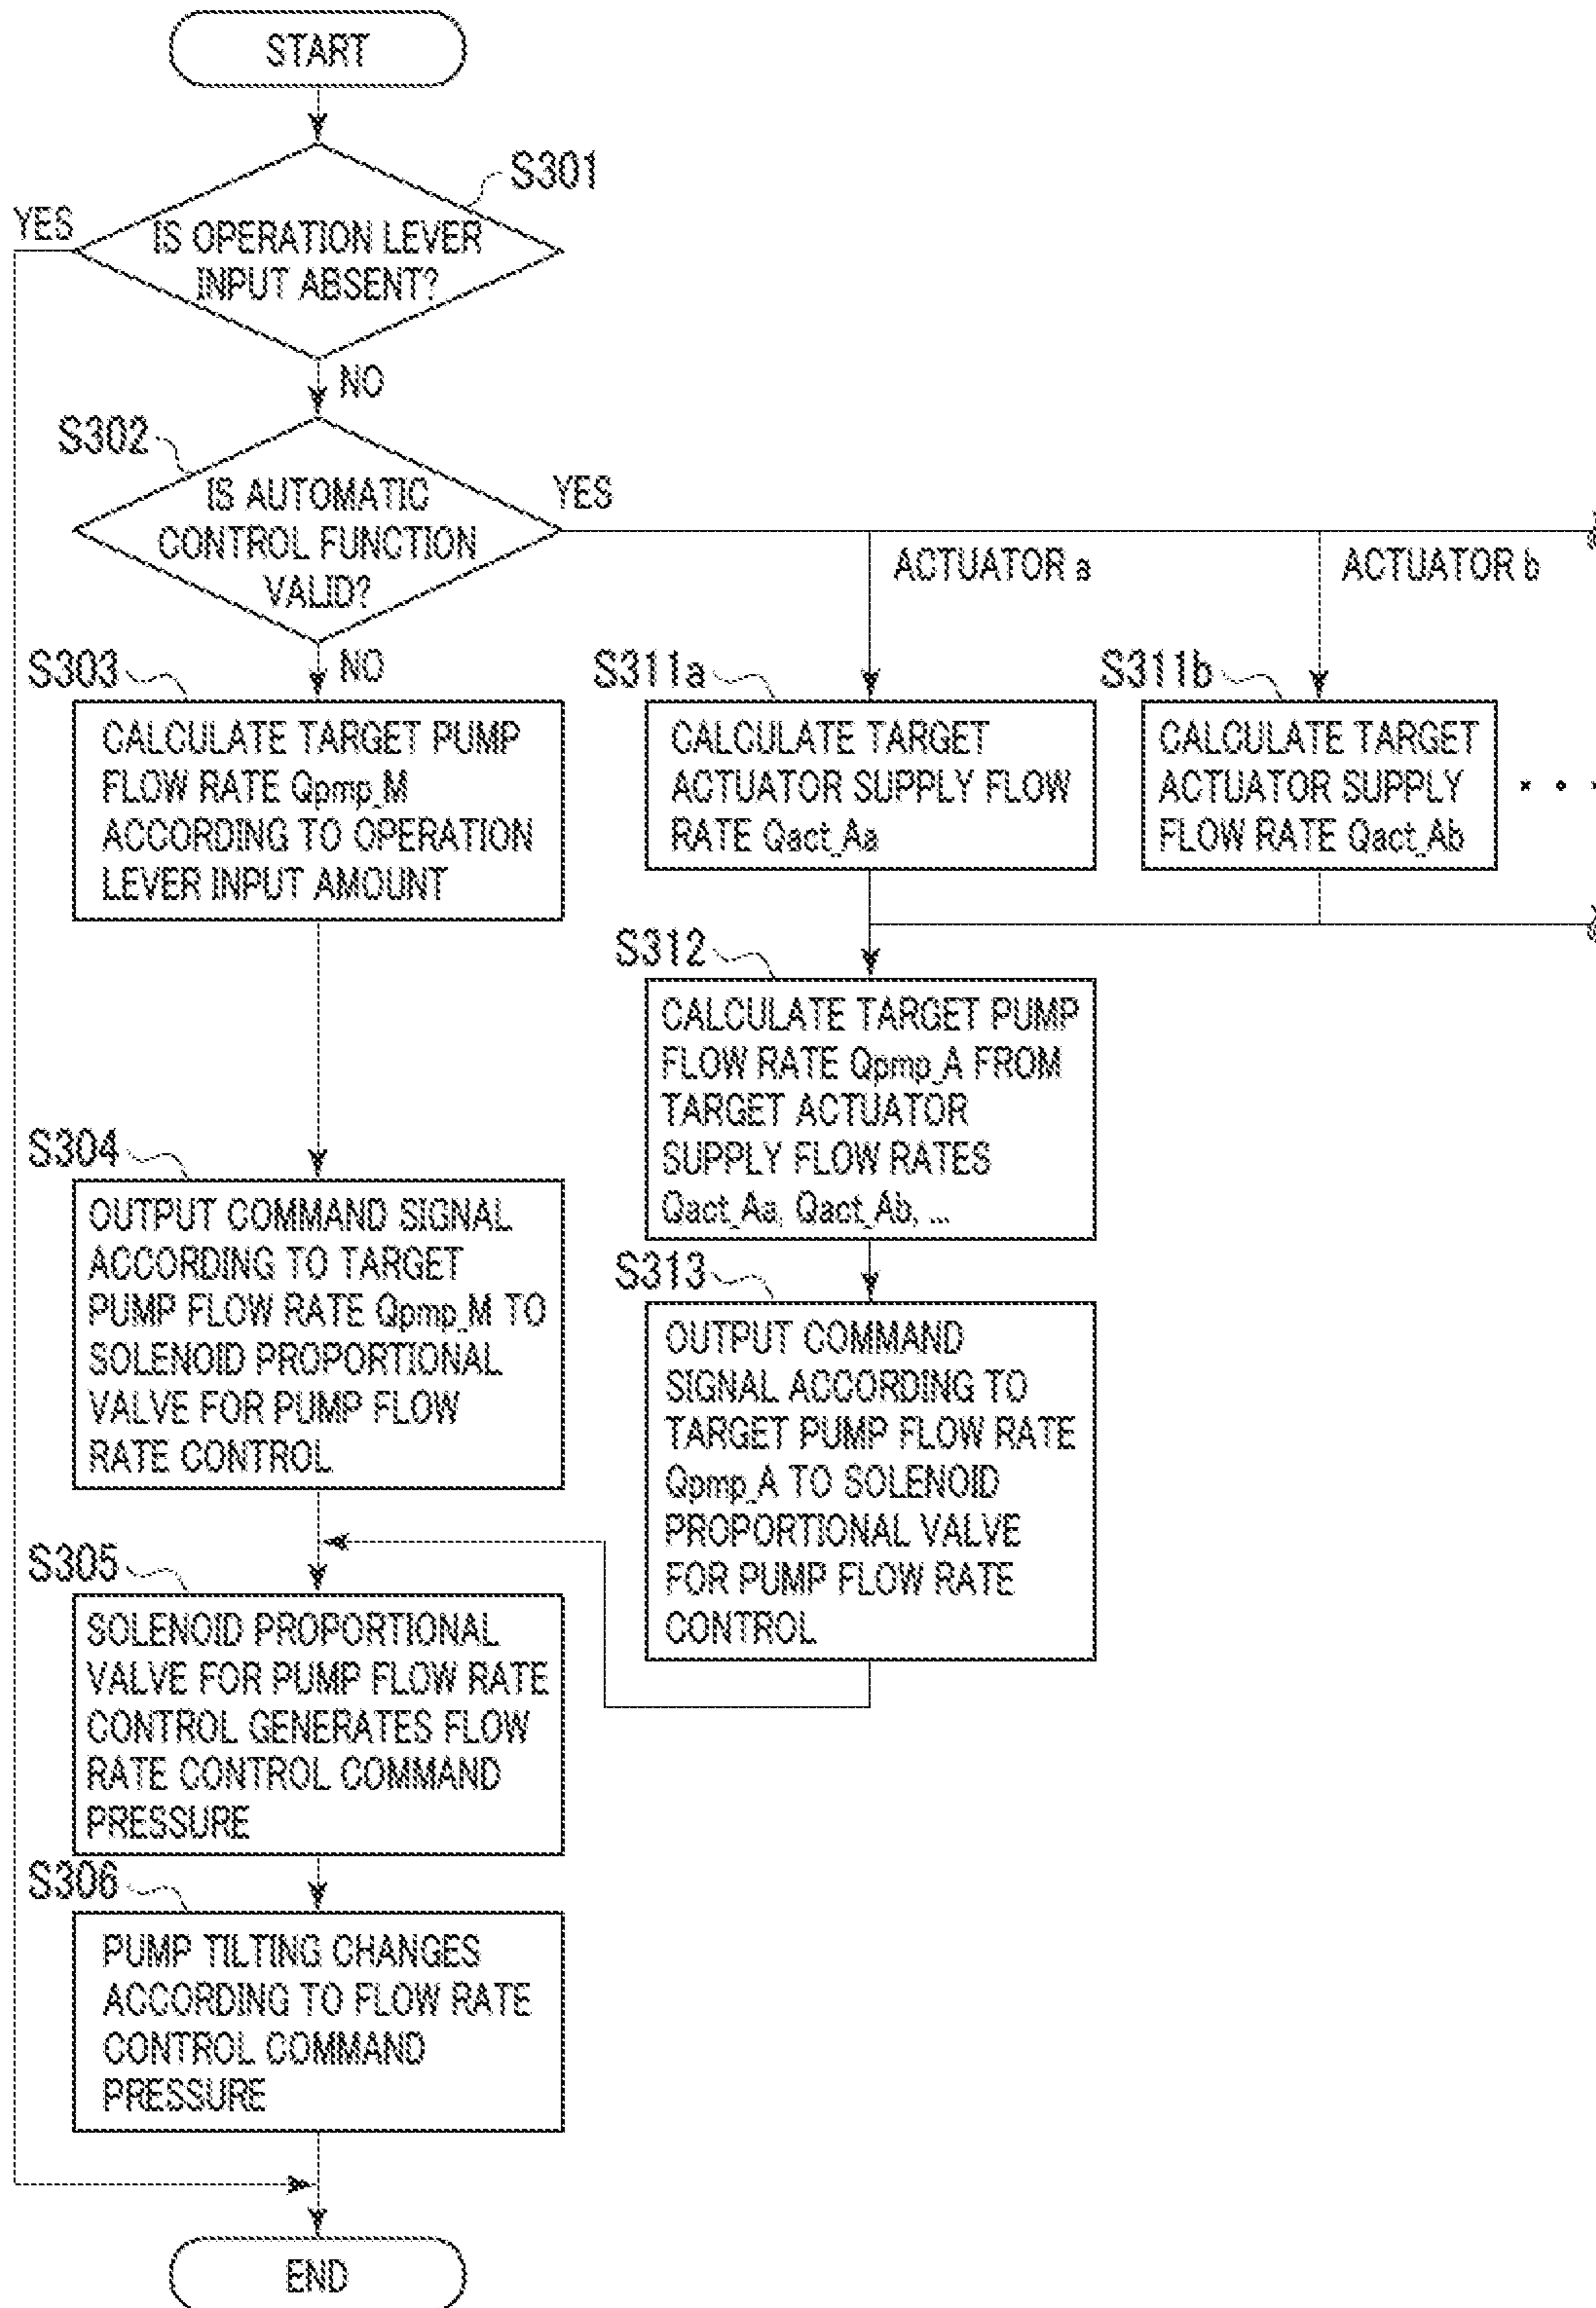 START
S301
YES
IS OPERATION LEVER
INPUT ABSENT?
NO
S302
IS AUTOMATIC
CONTROL FUNCTION
VALID?
YES
ACTUATOR a
ACTUATOR b
NO
S303
CALCULATE TARGET PUMP
FLOW RATE Qpmp_M
ACCORDING TO OPERATION
LEVER INPUT AMOUNT
S311a
CALCULATE TARGET
ACTUATOR SUPPLY FLOW
RATE Qact_Aa
S311b
CALCULATE TARGET
ACTUATOR SUPPLY
FLOW RATE Qact_Ab
S312
CALCULATE TARGET PUMP
FLOW RATE Qpmp_A FROM
TARGET ACTUATOR
SUPPLY FLOW RATES
Qact_Aa, Qact_Ab, ...
S304
OUTPUT COMMAND SIGNAL
ACCORDING TO TARGET
PUMP FLOW RATE Qpmp_M TO
SOLENOID PROPORTIONAL
VALVE FOR PUMP FLOW
RATE CONTROL
S313
OUTPUT COMMAND
SIGNAL ACCORDING TO
TARGET PUMP FLOW RATE
Qpmp_A TO SOLENOID
PROPORTIONAL VALVE
FOR PUMP FLOW RATE
CONTROL
S305
SOLENOID PROPORTIONAL
VALVE FOR PUMP FLOW RATE
CONTROL GENERATES FLOW
RATE CONTROL COMMAND
PRESSURE
S306
PUMP TILTING CHANGES
ACCORDING TO FLOW RATE
CONTROL COMMAND
PRESSURE
END